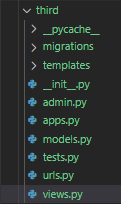 third
__pycache__
migrations
templates
__init__.py
admin.py
apps.py
models.py
tests.py
urls.py
views.py